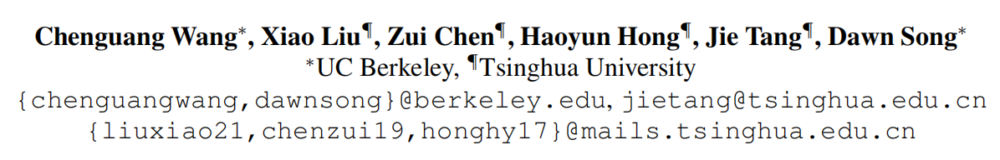 Chenguang Wang*, Xiao Liu¶, Zui Chen¶, Haoyun Hong¶, Jie Tang¶, Dawn Song*
*UC Berkeley, ¶Tsinghua University
{chenguangwang,dawnsong}@berkeley.edu, jietang@tsinghua.edu.cn
{liuxiao21,chenzui19,honghy17}@mails.tsinghua.edu.cn